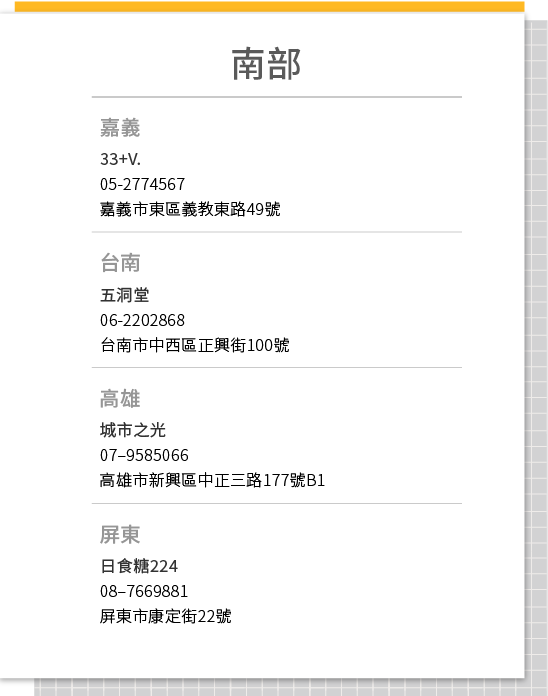 南部
嘉義
33+V.
05-2774567
嘉義市東區義教東路49號
台南
五洞堂
06-2202868
台南市中西區正興街100號
高雄
城市之光
07–9585066
高雄市新興區中正三路177號B1
屏東
日食糖224
08–7669881
屏東市康定街22號